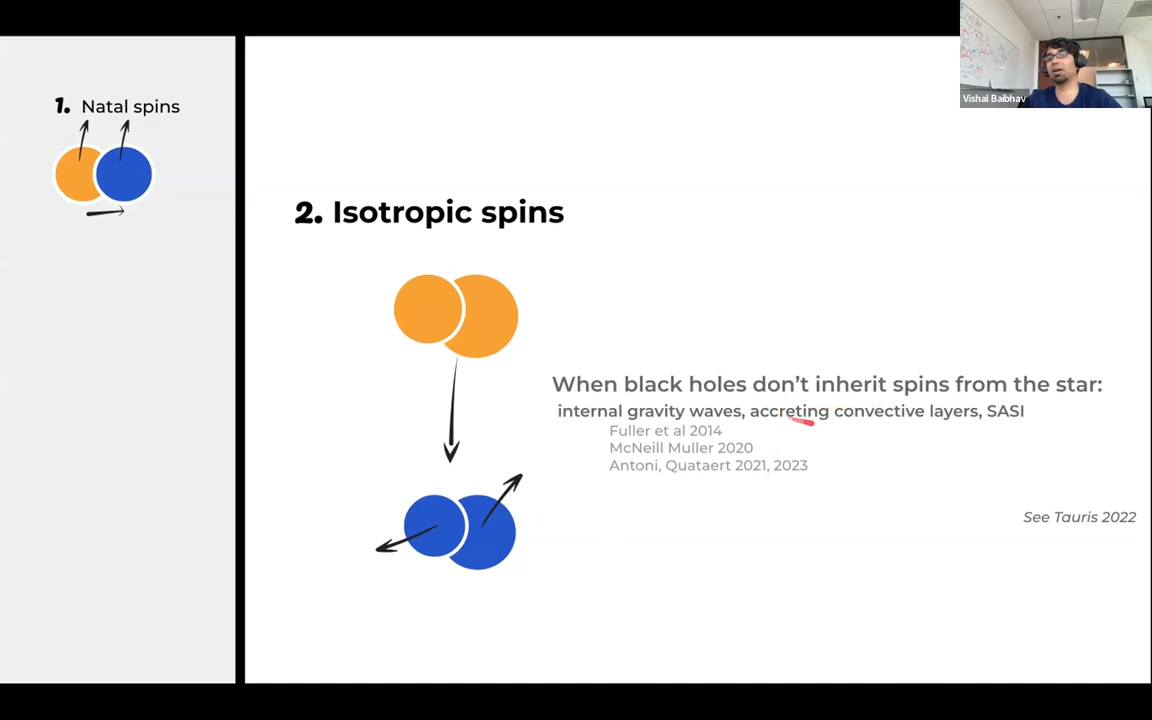 1. Natal spins
2. Isotropic spins
When black holes don't inherit spins from the star:
internal gravity waves, accreting convective layers, SASI
Fuller et al 2014
McNeill Muller 2020
Antoni, Quataert 2021, 2023
See Tauris 2022
Vishal Baibhav